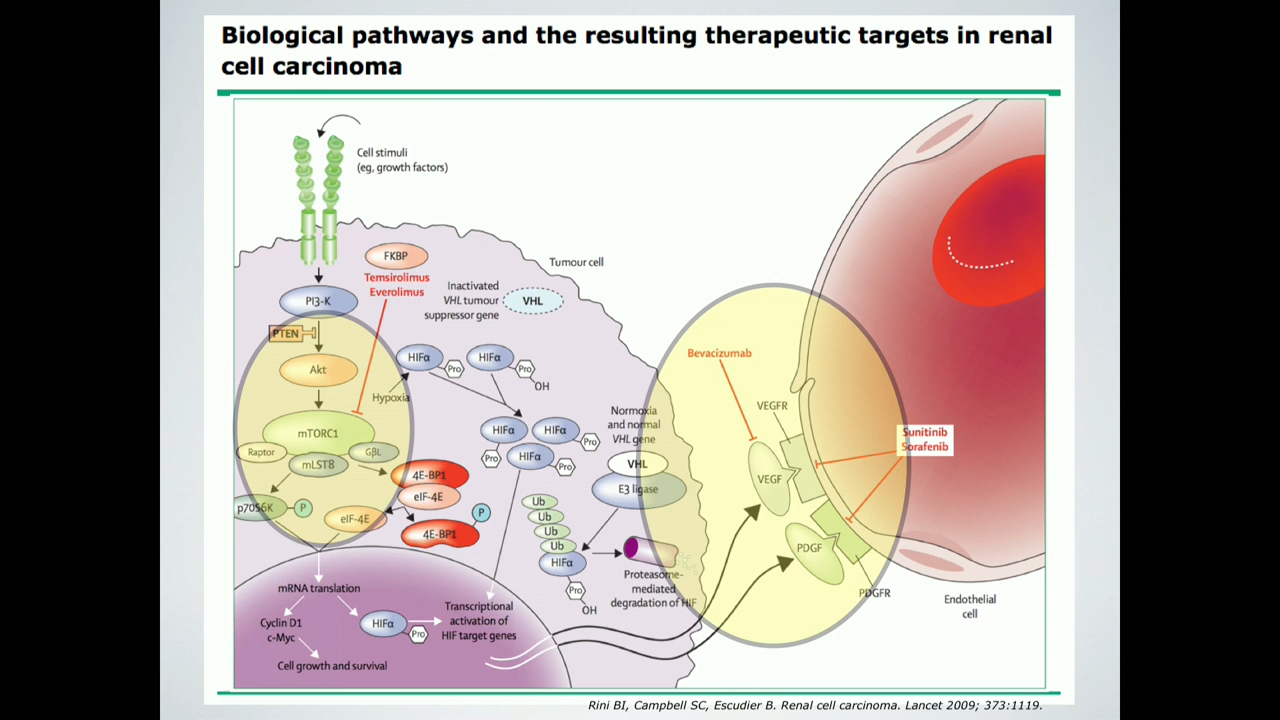 Biological pathways and the resulting therapeutic targets in renal
cell carcinoma
Cell stimuli
(eg, growth factors)
FKBP
Temsirolimus
Everolimus
Tumour cell
Inactivated
VHL tumour
suppressor gene
VHL
PI3-K
PTEN
Akt
HIFα
Pro
HIFα
Pro
OH
Hypoxia
Bevacizumab
VEGFR
Normoxia
and normal
VHL gene
mTORC1
Raptor
mLST8
GβL
HIFα
Pro
HIFα
Pro
HIFα
Pro
VHL
E3 ligase
Sunitinib
Sorafenib
4E-BP1
eIF-4E
p70S6K
P
eIF-4E
4E-BP1
P
Ub
Ub
Ub
Ub
HIFα
Pro
OH
VEGF
PDGF
PDGFR
Proteasome-
mediated
degradation of HIF
mRNA translation
Cyclin D1
c-Myc
HIFα
Pro
Transcriptional
activation of
HIF target genes
Cell growth and survival
Endothelial
cell
Rini BI, Campbell SC, Escudier B. Renal cell carcinoma. Lancet 2009; 373:1119.